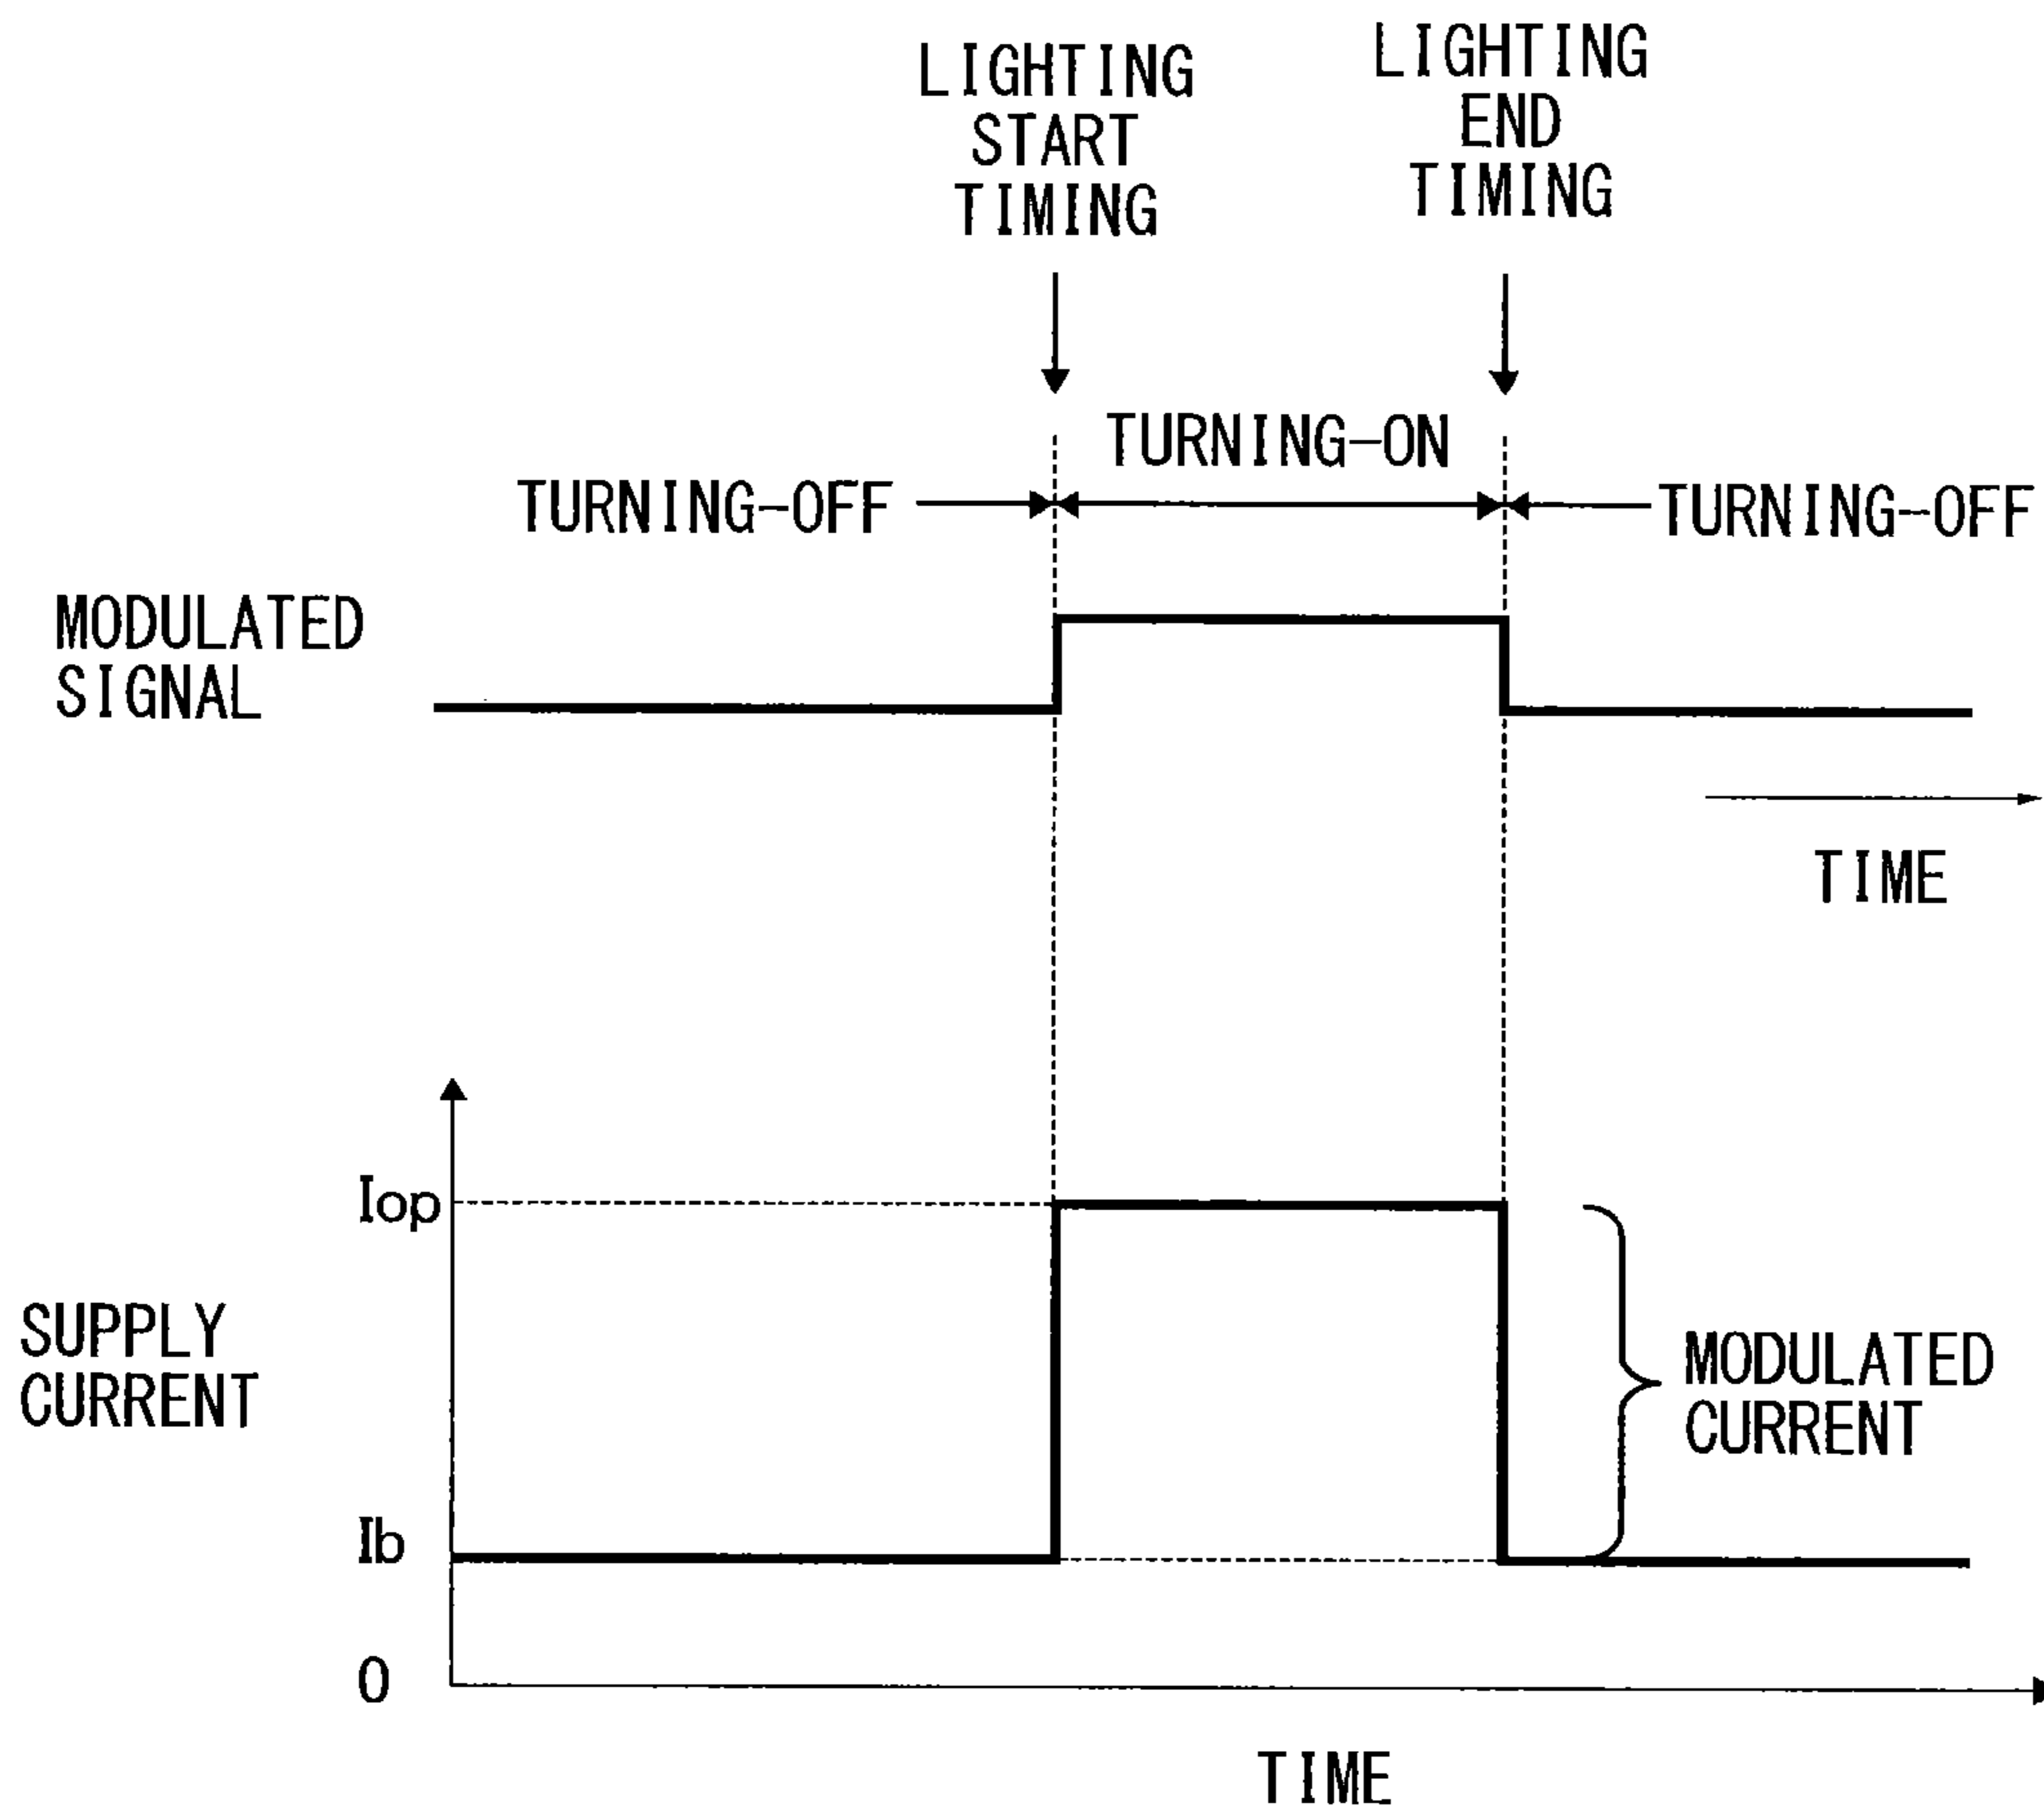 LIGHTING
START
TIMING
LIGHTING
END
TIMING
TURNING-ON
TURNING-OFF
TURNING-OFF
MODULATED
SIGNAL
TIME
Iop
SUPPLY
CURRENT
MODULATED
CURRENT
Ib
0
TIME